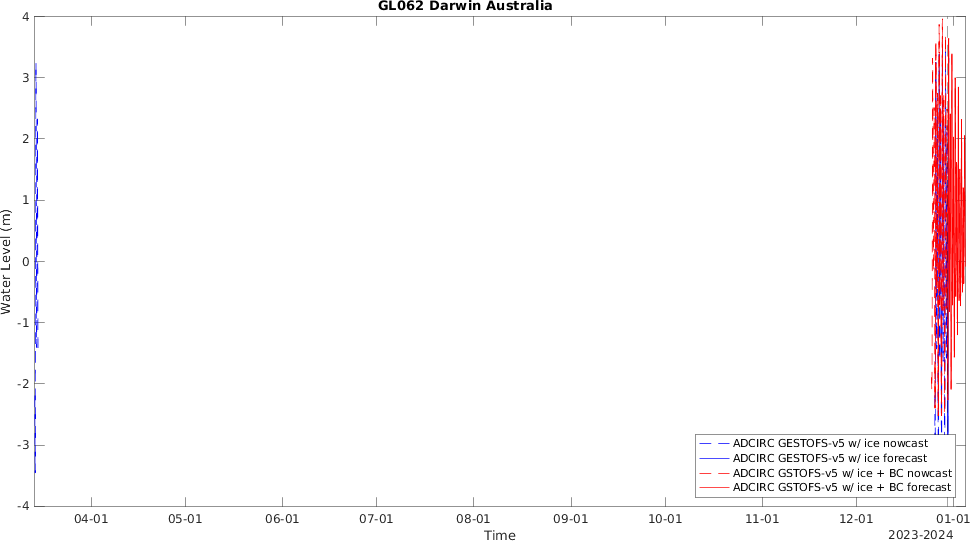 GL062 Darwin Australia
4
3
2
1
0
-1
-2
-3
-4
Water Level (m)
ADCIRC GESTOFS-v5 w/ ice nowcast
ADCIRC GESTOFS-v5 w/ ice forecast
ADCIRC GSTOFS-v5 w/ ice + BC nowcast
ADCIRC GSTOFS-v5 w/ ice + BC forecast
04-01 05-01 06-01 07-01 08-01 09-01 10-01 11-01 12-01 01-01
Time
2023-2024